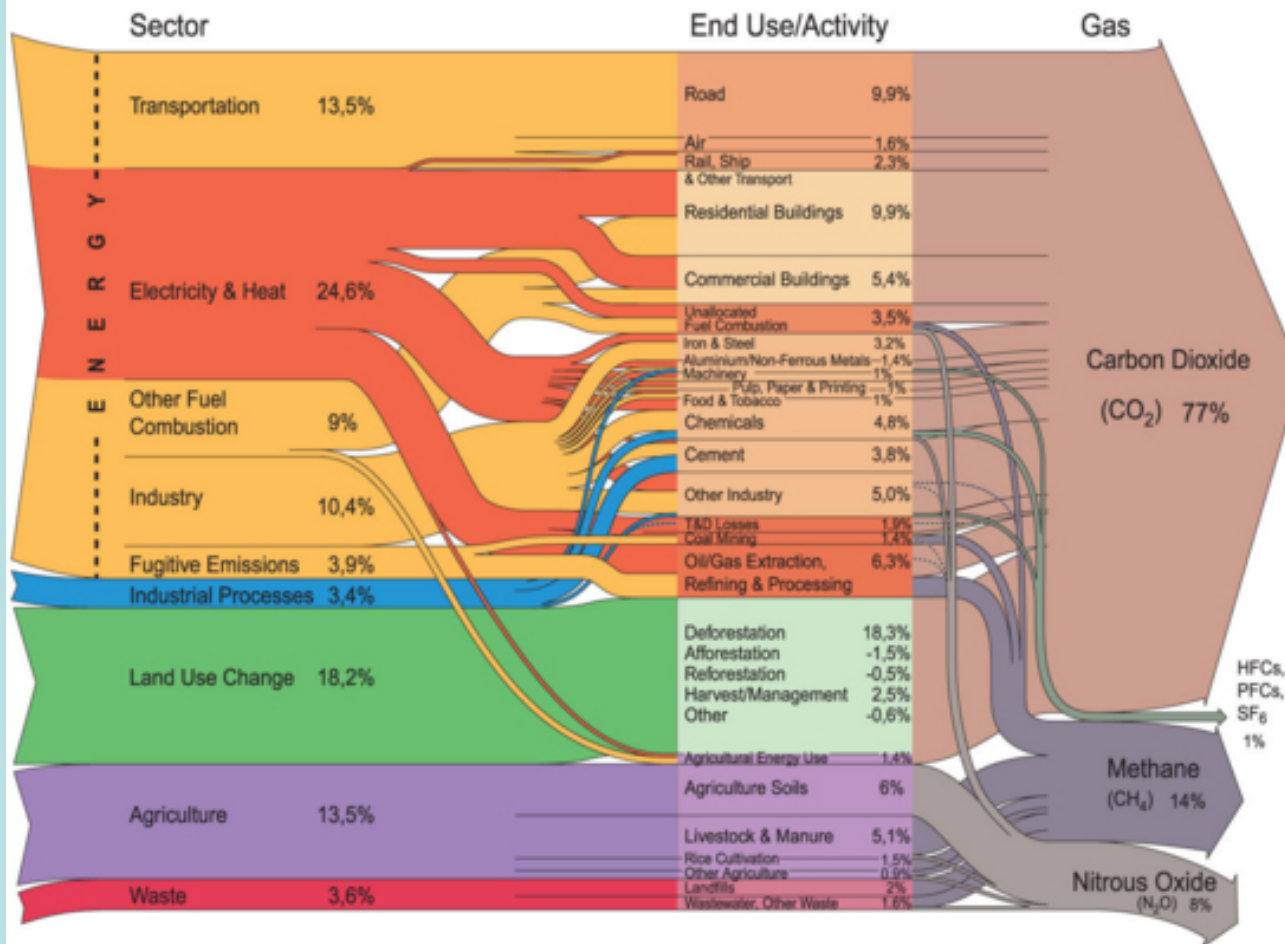 Sector
End Use/Activity
Gas
ENERGY
Transportation 13,5%
Electricity & Heat 24,6%
Other Fuel
Combustion 9%
Industry 10,4%
Fugitive Emissions 3,9%
Industrial Processes 3,4%
Land Use Change 18,2%
Agriculture 13,5%
Waste 3,6%
Road 9,9%
Air 1,6%
Rail, Ship 2,3%
& Other Transport
Residential Buildings 9,9%
Commercial Buildings 5,4%
Unallocated
Fuel Combustion 3,5%
Iron & Steel 3,2%
Aluminium/Non-Ferrous Metals 1,4%
Machinery 1%
Pulp, Paper & Printing 1%
Food & Tobacco 1%
Chemicals 4,8%
Cement 3,8%
Other Industry 5,0%
T&D Losses 1,9%
Coal Mining 1,4%
Oil/Gas Extraction, 6,3%
Refining & Processing
Deforestation 18,3%
Afforestation -1,5%
Reforestation -0,5%
Harvest/Management 2,5%
Other -0,6%
Agricultural Energy Use 1,4%
Agriculture Soils 6%
Livestock & Manure 5,1%
Rice Cultivation 1,5%
Other Agriculture 0,9%
Landfills 2%
Wastewater, Other Waste 1,6%
Carbon Dioxide
(CO₂) 77%
HFCs,
PFCs,
SF₆
1%
Methane
(CH₄) 14%
Nitrous Oxide
(N₂O) 8%